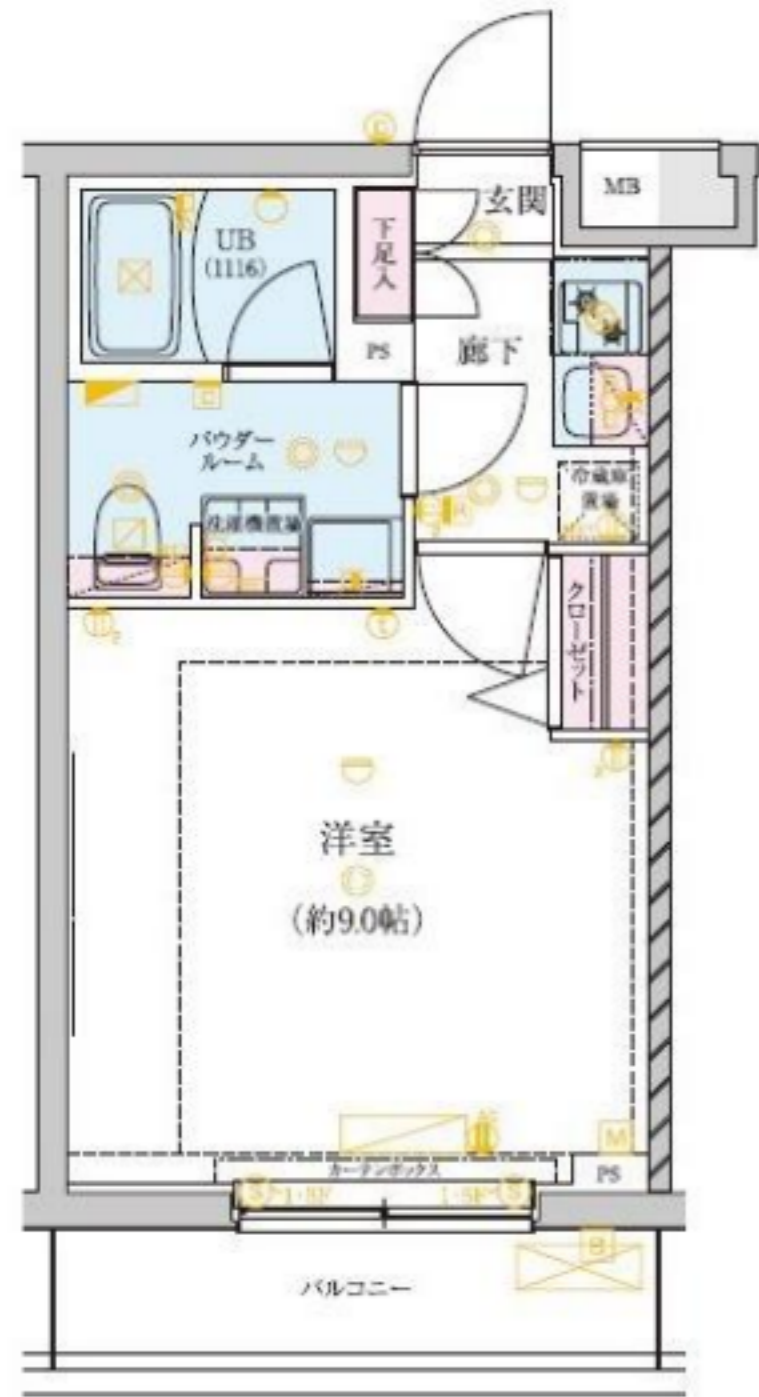 玄関
MB
UB
(1116)
下足入
PS
廊下
パウダー
ルーム
冷蔵庫
置場
洗濯機置場
クローゼット
洋室
(約9.0帖)
カーテンボックス
M
PS
S
S
バルコニー